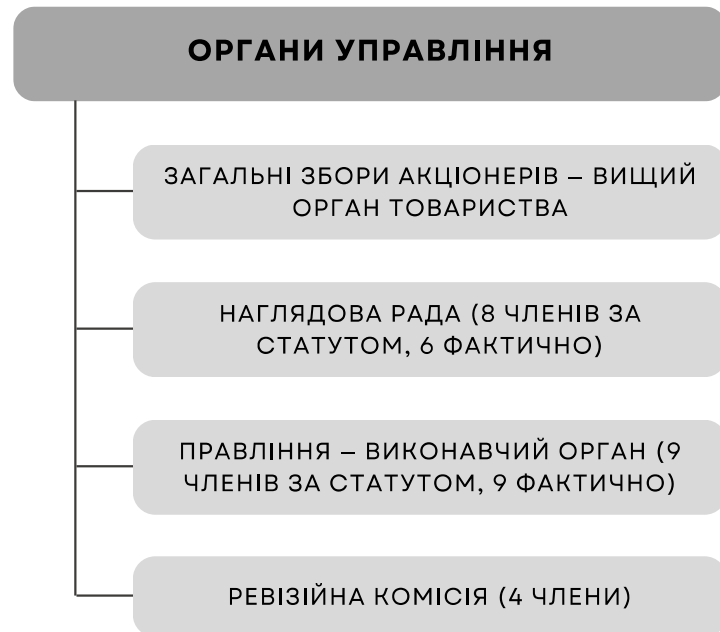 ОРГАНИ УПРАВЛІННЯ
ЗАГАЛЬНІ ЗБОРИ АКЦІОНЕРІВ – ВИЩИЙ
ОРГАН ТОВАРИСТВА
НАГЛЯДОВА РАДА (8 ЧЛЕНІВ ЗА
СТАТУТОМ, 6 ФАКТИЧНО)
ПРАВЛІННЯ – ВИКОНАВЧИЙ ОРГАН (9
ЧЛЕНІВ ЗА СТАТУТОМ, 9 ФАКТИЧНО)
РЕВІЗІЙНА КОМІСІЯ (4 ЧЛЕНИ)